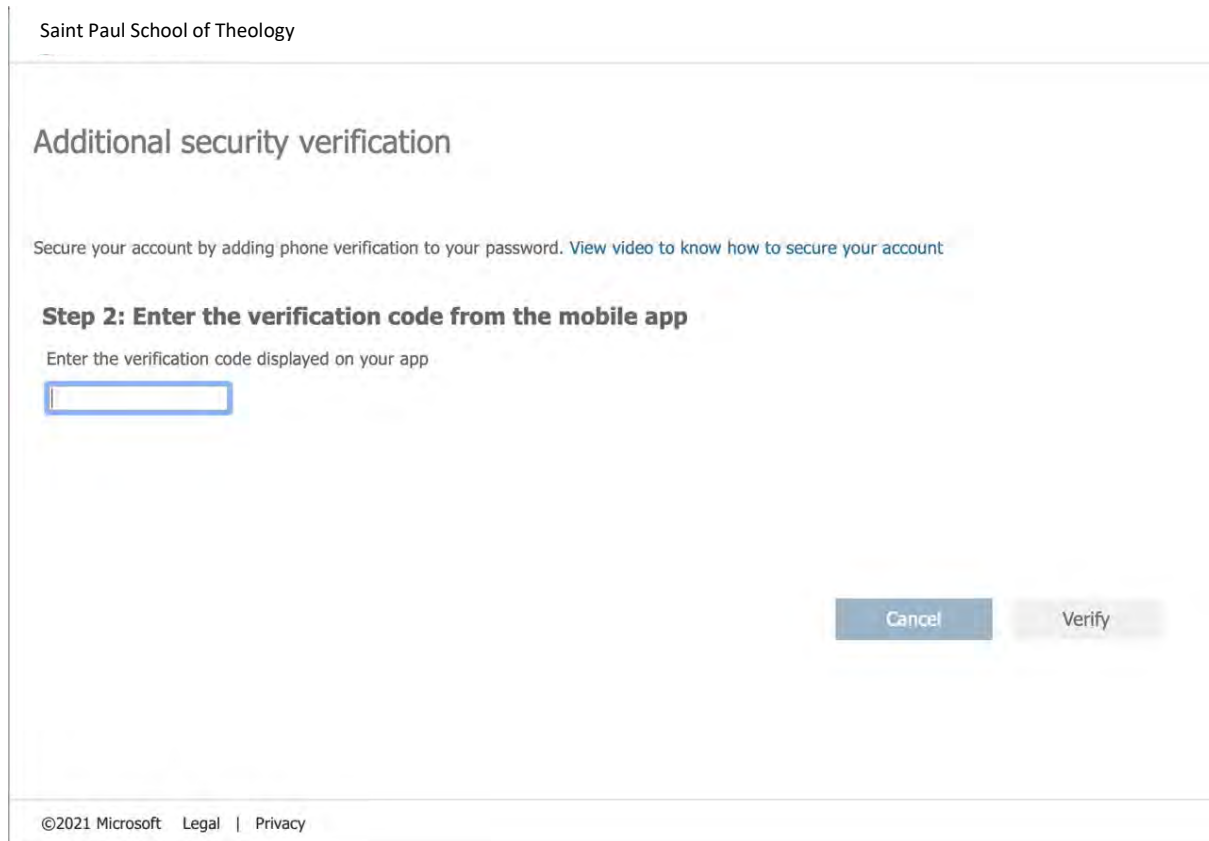 Saint Paul School of Theology
Additional security verification
Secure your account by adding phone verification to your password. View video to know how to secure your account
Step 2: Enter the verification code from the mobile app
Enter the verification code displayed on your app
Cancel Verify
©2021 Microsoft Legal | Privacy